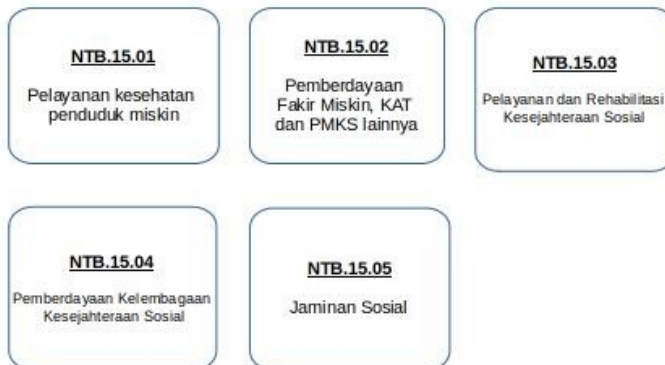 NTB.15.01
Pelayanan kesehatan
penduduk miskin
NTB.15.02
Pemberdayaan
Fakir Miskin, KAT
dan PMKS lainnya
NTB.15.03
Pelayanan dan Rehabilitasi
Kesejahteraan Sosial
NTB.15.04
Pemberdayaan Kelembagaan
Kesejahteraan Sosial
NTB.15.05
Jaminan Sosial